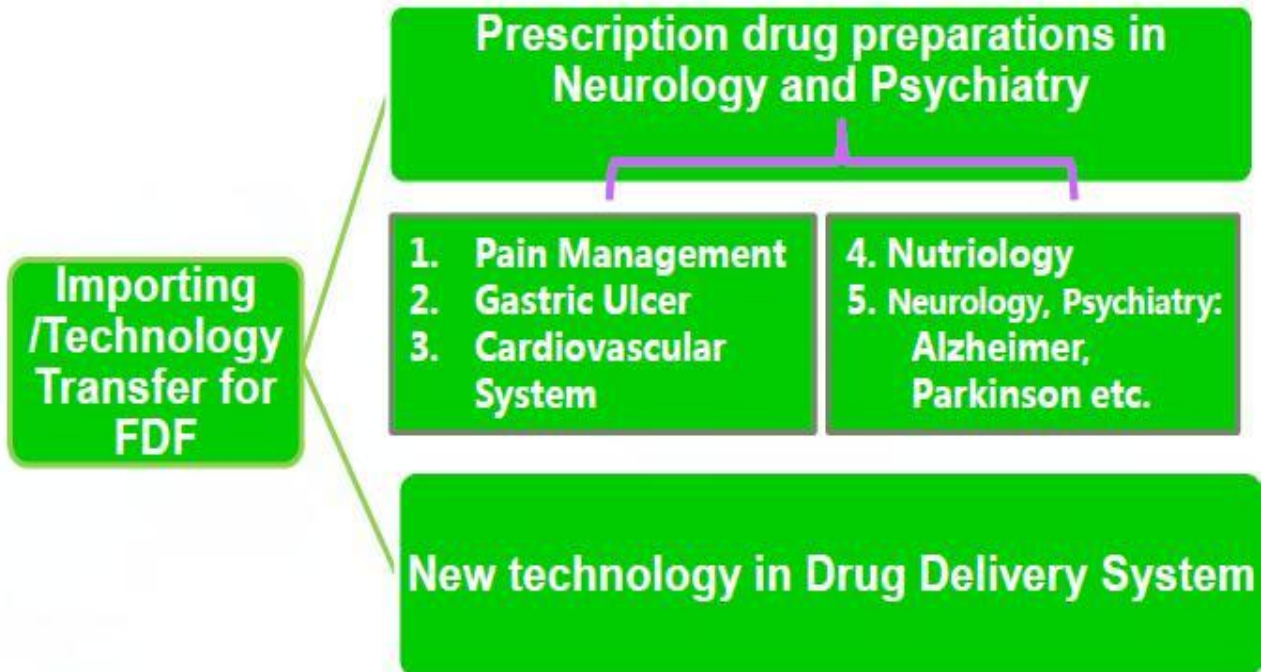 Prescription drug preparations in
Neurology and Psychiatry
1. Pain Management
2. Gastric Ulcer
3. Cardiovascular
System
4. Nutriology
5. Neurology, Psychiatry:
Alzheimer,
Parkinson etc.
Importing
/Technology
Transfer for
FDF
New technology in Drug Delivery System